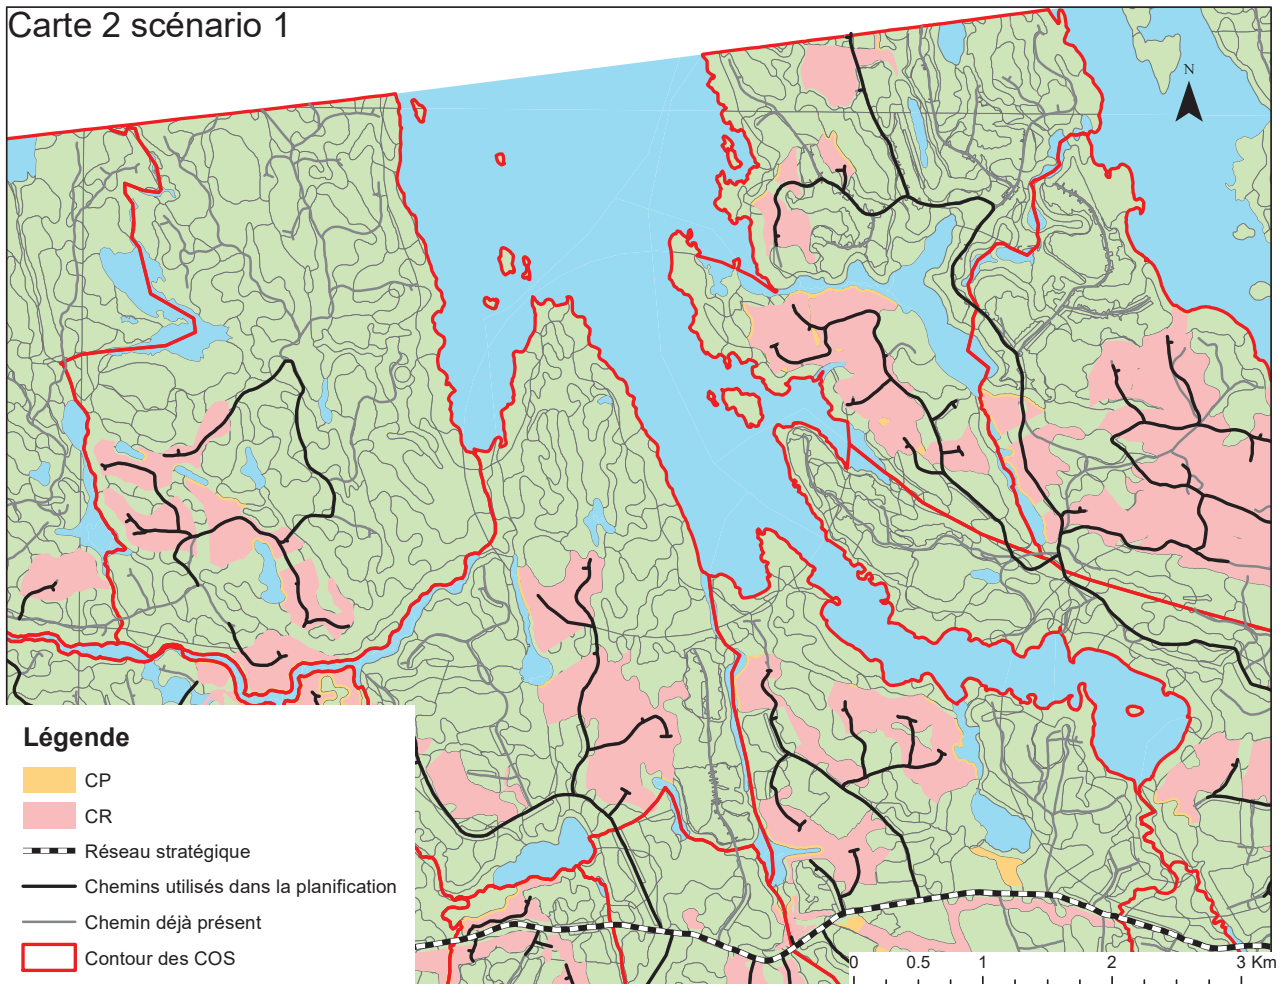 Carte 2 scénario 1
N
Légende
CP
CR
Réseau stratégique
Chemins utilisés dans la planification
Chemin déjà présent
Contour des COS
0 0.5 1 2 3 Km